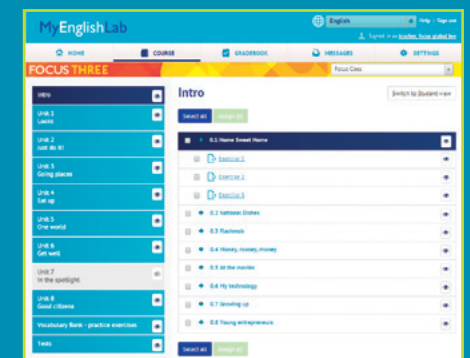 MyEnglishLab
English
Help | Sign out
Signed in as teacher_focus global bre
HOME COURSE GRADEBOOK MESSAGES SETTINGS
FOCUS THREE
Focus Class
Intro
Unit 1
Looks
Unit 2
Just do it!
Unit 3
Going places
Unit 4
Eat up
Unit 5
One world
Unit 6
Get well
Unit 7
In the spotlight
Unit 8
Good citizens
Vocabulary Bank - practice exercises
Tests
Intro
Switch to Student view
Select all
Assign (0)
0.1 Home Sweet Home
Exercise 1
Exercise 2
Exercise 3
0.2 National Dishes
0.3 Flashmob
0.4 Money, money, money
0.5 At the movies
0.6 My technology
0.7 Growing up
0.8 Young entrepreneurs
Select all
Assign (0)